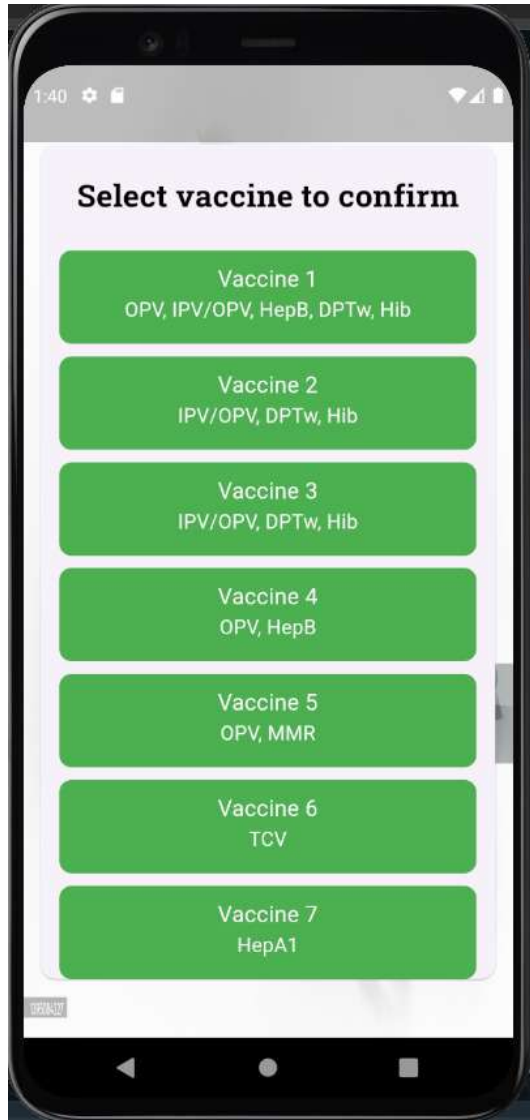 1:40
Select vaccine to confirm
Vaccine 1
OPV, IPV/OPV, HepB, DPTw, Hib
Vaccine 2
IPV/OPV, DPTw, Hib
Vaccine 3
IPV/OPV, DPTw, Hib
Vaccine 4
OPV, HepB
Vaccine 5
OPV, MMR
Vaccine 6
TCV
Vaccine 7
HepA1